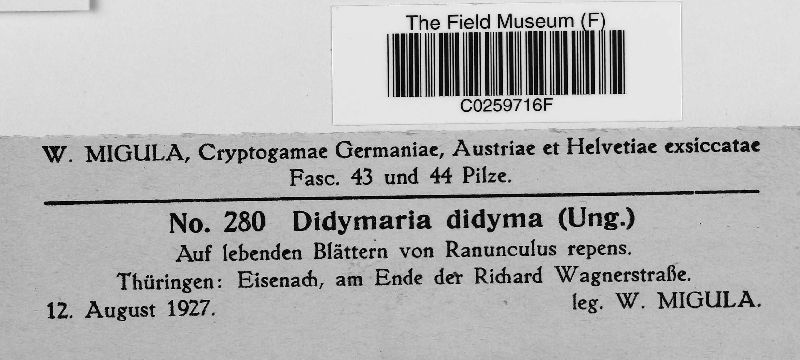 The Field Museum (F)
C0259716F
W. MIGULA, Cryptogamae Germaniae, Austriae et Helvetiae exsiccatae
Fasc. 43 und 44 Pilze.
No. 280 Didymaria didyma (Ung.)
Auf lebenden Blättern von Ranunculus repens.
Thüringen: Eisenach, am Ende der Richard Wagnerstraße.
12. August 1927. leg. W. MIGULA.